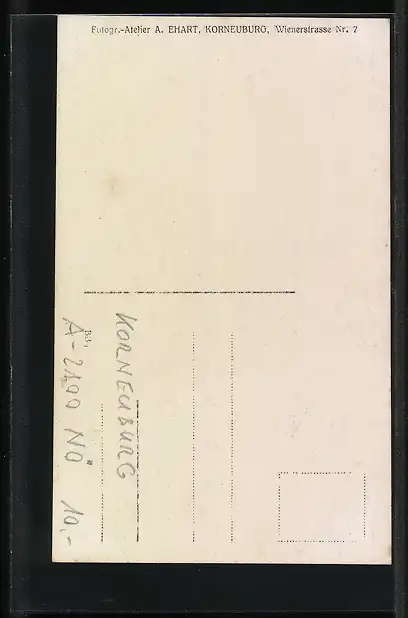 Fotogr.-Atelier A. EHART, KORNEUBURG, Wienerstrasse Nr. 7
KORNEUBURG
A-2100 NÖ 10,-